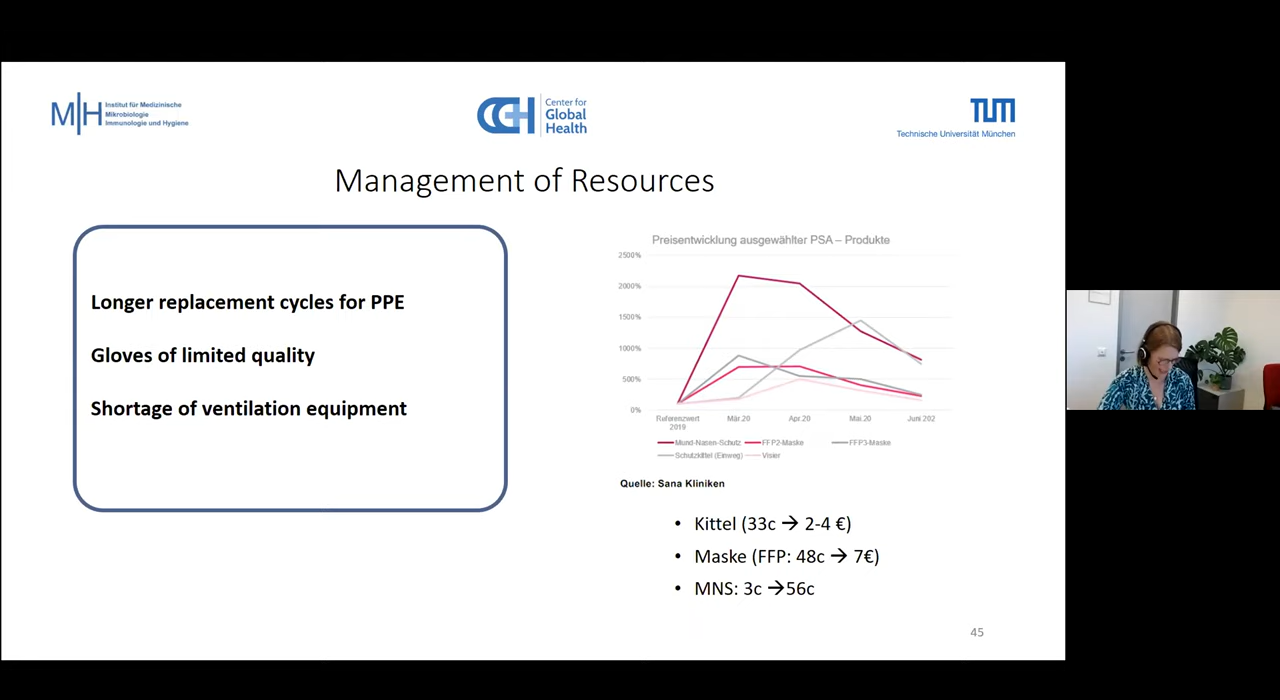 MIH Institut für Medizinische
Mikrobiologie
Immunologie und Hygiene
CGH Center for
Global
Health
TUM
Technische Universität München
Management of Resources
Longer replacement cycles for PPE
Gloves of limited quality
Shortage of ventilation equipment
Preisentwicklung ausgewählter PSA – Produkte
2500%
2000%
1500%
1000%
500%
0%
Referenzwert 2019 Mär.20 Apr.20 Mai.20 Juni 202
Mund-Nasen-Schutz FFP2-Maske FFP3-Maske
Schutzkittel (Einweg) Visier
Quelle: Sana Kliniken
• Kittel (33c → 2-4 €)
• Maske (FFP: 48c → 7€)
• MNS: 3c →56c
45